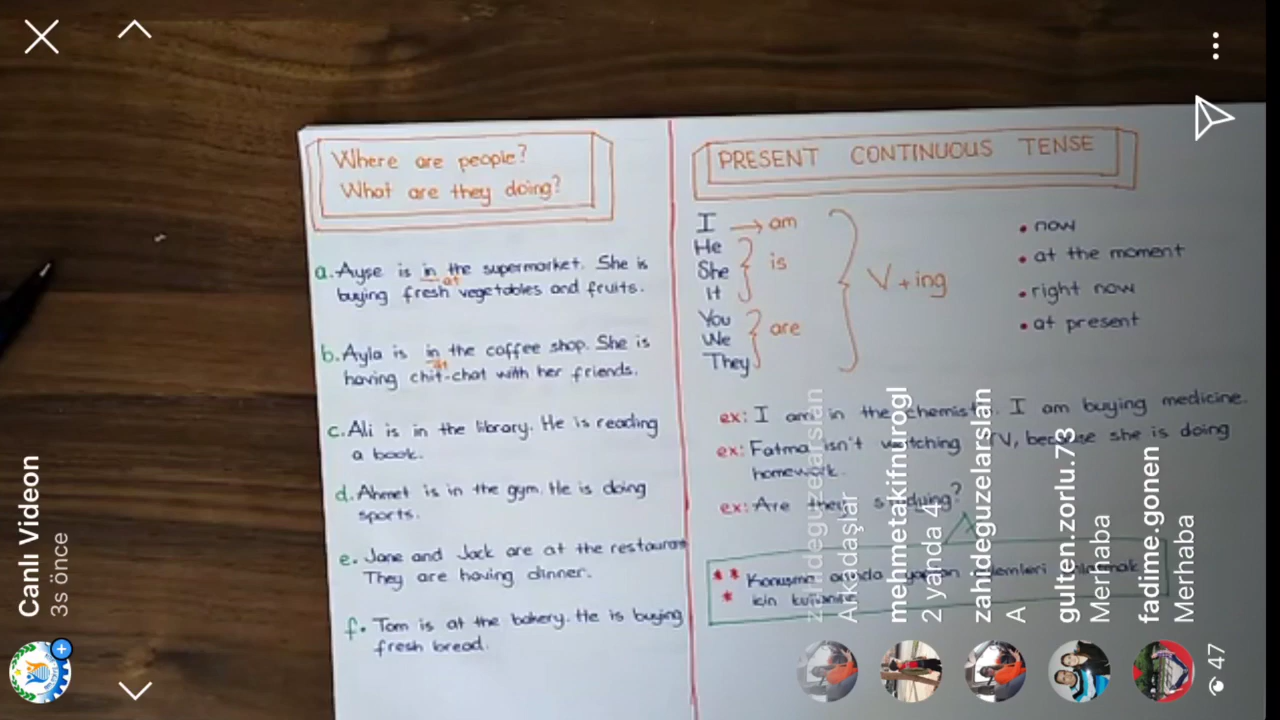 Where are people?
What are they doing?
a. Ayşe is in the supermarket. She is
at
buying fresh vegetables and fruits.
b. Ayla is in the coffee shop. She is
at
having chit-chat with her friends.
c. Ali is in the library. He is reading
a book.
d. Ahmet is in the gym. He is doing
sports.
e. Jane and Jack are at the restaurant
They are having dinner.
f. Tom is at the bakery. He is buying
fresh bread.
PRESENT CONTINUOUS TENSE
I → am
He
She
It
is
You
We
They
are
V + ing
• now
• at the moment
• right now
• at present
ex: I am in the chemist. I am buying medicine.
ex: Fatma isn't watching TV, because she is doing
homework.
ex: Are they studying?
** Konuşma anında yapılan eylemleri anlatmak
* için
Canlı Videon
3s önce
zahideguzelarslan
Arkadaşlar
mehmetakifnurogl
2 yanda 4
zahideguzelarslan
A
gulten.zorlu.73
Merhaba
fadime.gonen
Merhaba
47